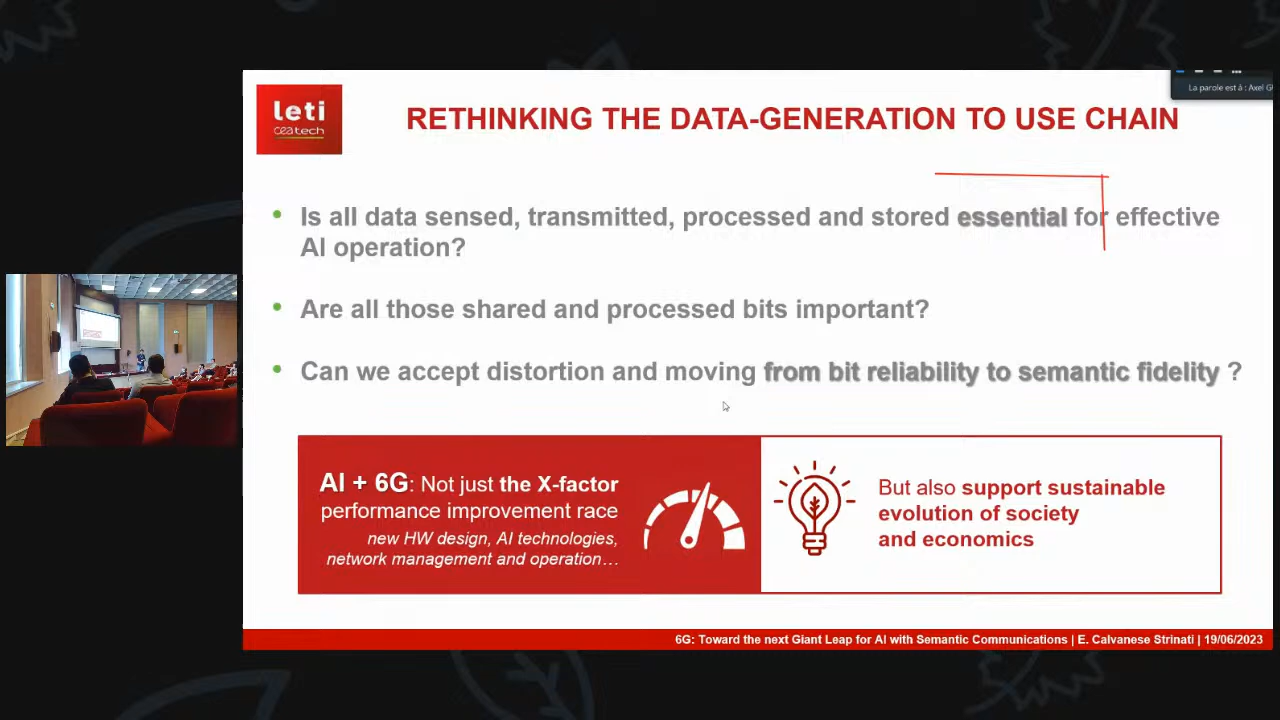 leti
ceatech
RETHINKING THE DATA-GENERATION TO USE CHAIN
La parole est à : Axel
• Is all data sensed, transmitted, processed and stored essential for effective
AI operation?
• Are all those shared and processed bits important?
• Can we accept distortion and moving from bit reliability to semantic fidelity ?
AI + 6G: Not just the X-factor
performance improvement race
new HW design, AI technologies,
network management and operation…
But also support sustainable
evolution of society
and economics
6G: Toward the next Giant Leap for AI with Semantic Communications | E. Calvanese Strinati | 19/06/2023